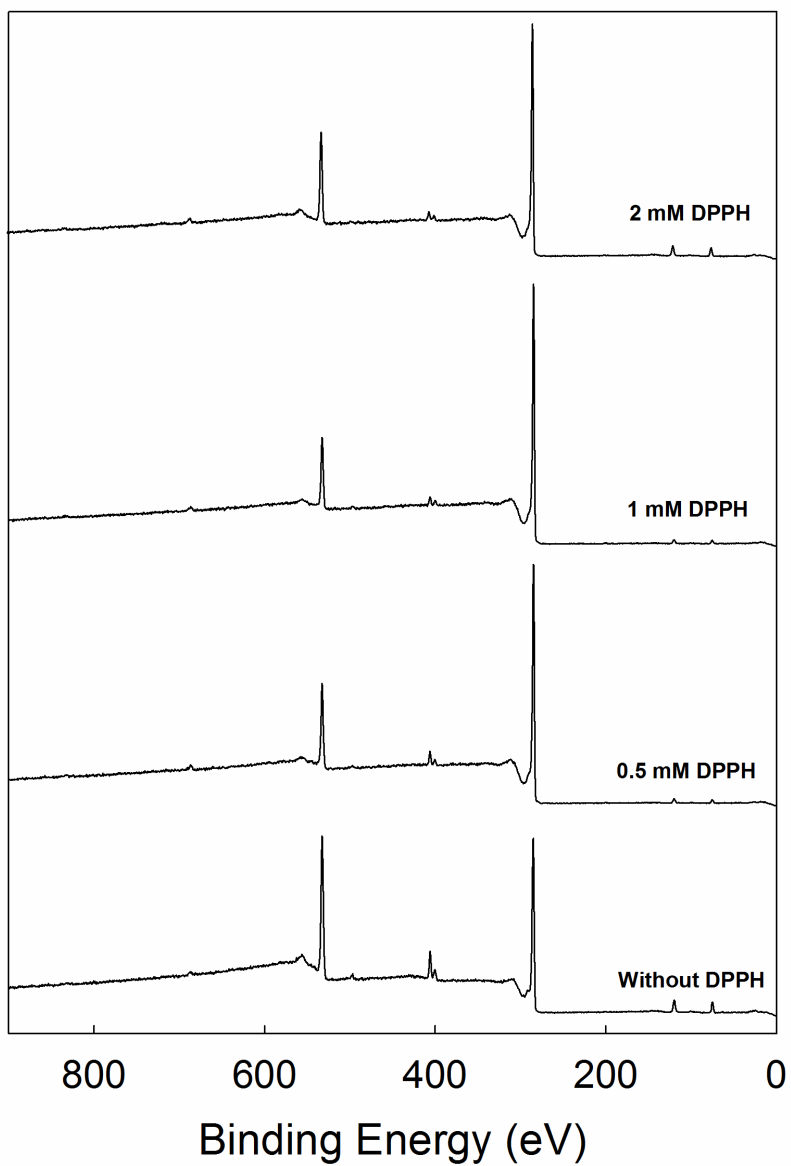 2 mM DPPH
1 mM DPPH
0.5 mM DPPH
Without DPPH
800 600 400 200 0
Binding Energy (eV)